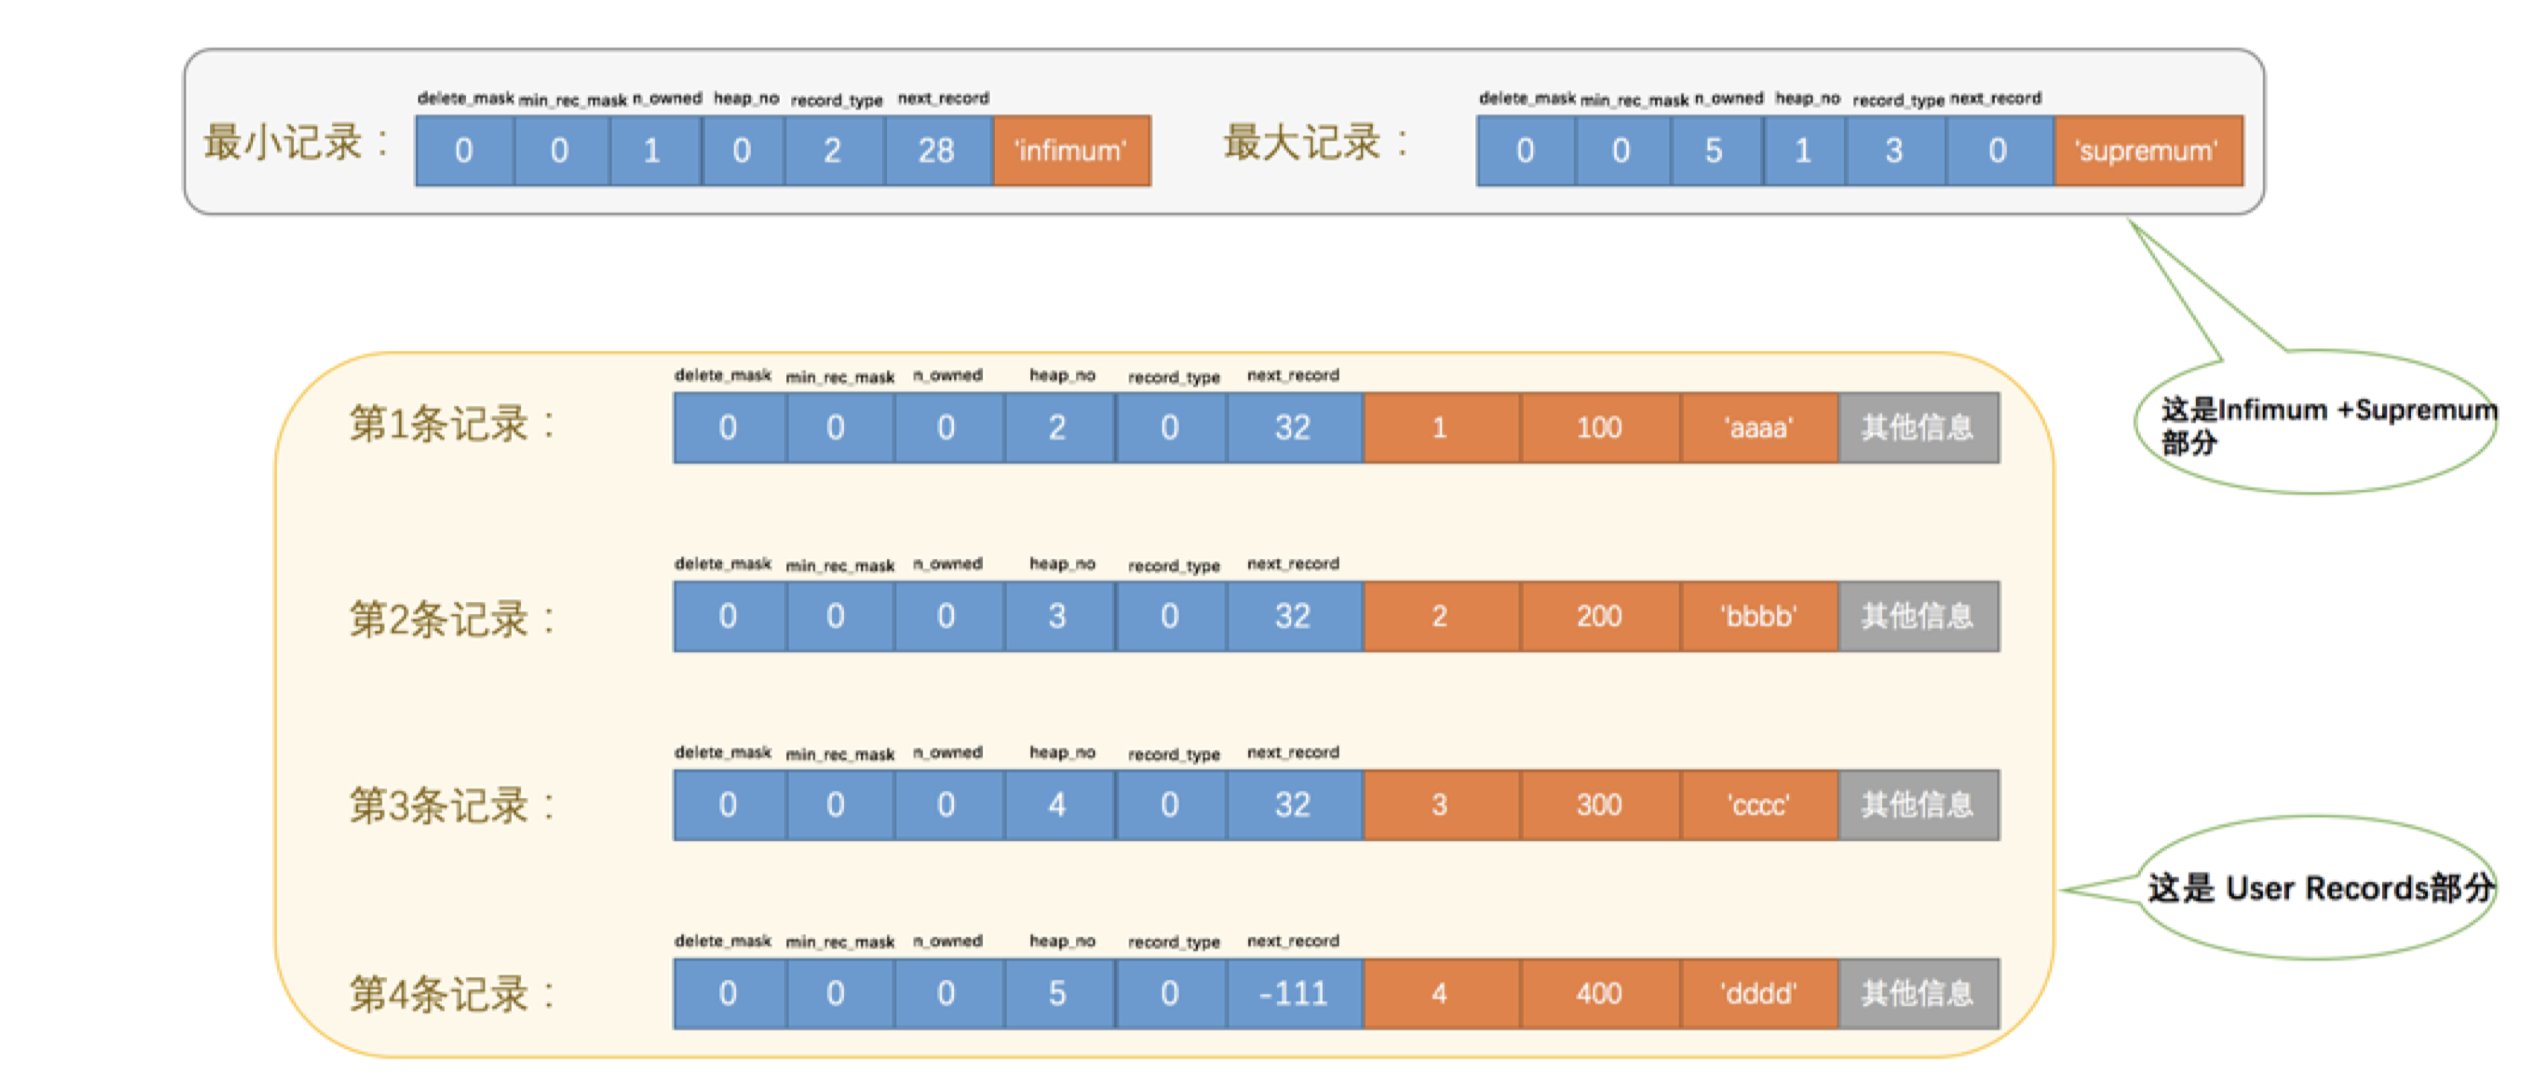 delete_mask min_rec_mask n_owned heap_no record_type next_record
最小记录： 0 0 1 0 2 28 'infimum'
delete_mask min_rec_mask n_owned heap_no record_type next_record
最大记录： 0 0 5 1 3 0 'supremum'
这是Infimum +Supremum
部分
delete_mask min_rec_mask n_owned heap_no record_type next_record
第1条记录： 0 0 0 2 0 32 1 100 'aaaa' 其他信息
delete_mask min_rec_mask n_owned heap_no record_type next_record
第2条记录： 0 0 0 3 0 32 2 200 'bbbb' 其他信息
delete_mask min_rec_mask n_owned heap_no record_type next_record
第3条记录： 0 0 0 4 0 32 3 300 'cccc' 其他信息
这是 User Records部分
delete_mask min_rec_mask n_owned heap_no record_type next_record
第4条记录： 0 0 0 5 0 -111 4 400 'dddd' 其他信息